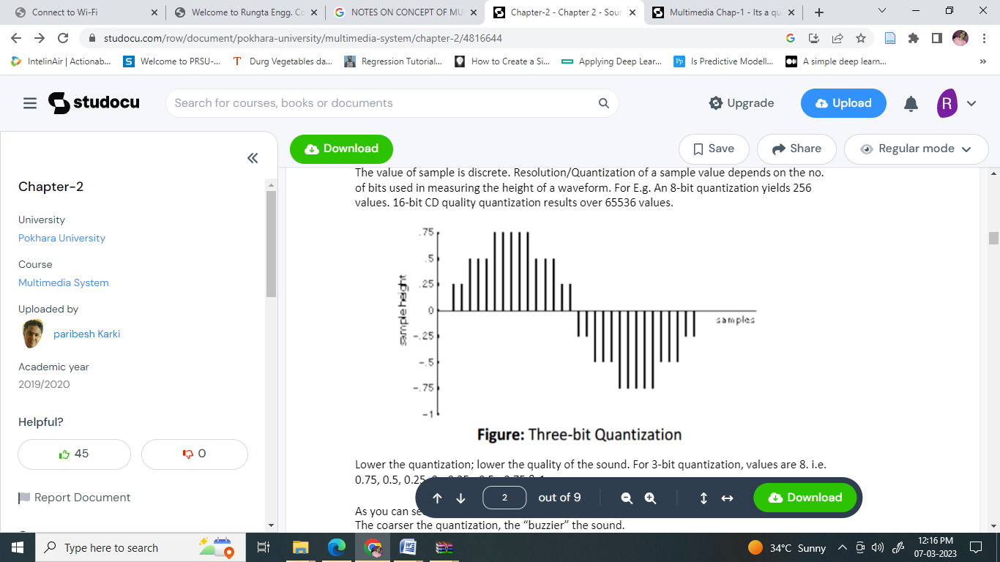 Connect to Wi-Fi
Welcome to Rungta Engg. Co
NOTES ON CONCEPT OF MU
Chapter-2 - Chapter 2 - Sour
Multimedia Chap-1 - Its a qu
studocu.com/row/document/pokhara-university/multimedia-system/chapter-2/4816644
IntelinAir | Actionab...
Welcome to PRSU-...
Durg Vegetables da...
Regression Tutorial...
How to Create a Si...
Applying Deep Lear...
Is Predictive Modell...
A simple deep learn...
studocu
Search for courses, books or documents
Upgrade
Upload
R
Download
Save
Share
Regular mode
Chapter-2
University
Pokhara University
Course
Multimedia System
Uploaded by
paribesh Karki
Academic year
2019/2020
Helpful?
45
0
Report Document
The value of sample is discrete. Resolution/Quantization of a sample value depends on the no.
of bits used in measuring the height of a waveform. For E.g. An 8-bit quantization yields 256
values. 16-bit CD quality quantization results over 65536 values.
.75
.5
.25
0
-.25
-.5
-.75
-1
sample height
samples
Figure: Three-bit Quantization
Lower the quantization; lower the quality of the sound. For 3-bit quantization, values are 8. i.e.
0.75, 0.5, 0.25,
As you can se
The coarser the quantization, the “buzzier” the sound.
2
out of 9
Download
Type here to search
34°C Sunny
12:16 PM
07-03-2023